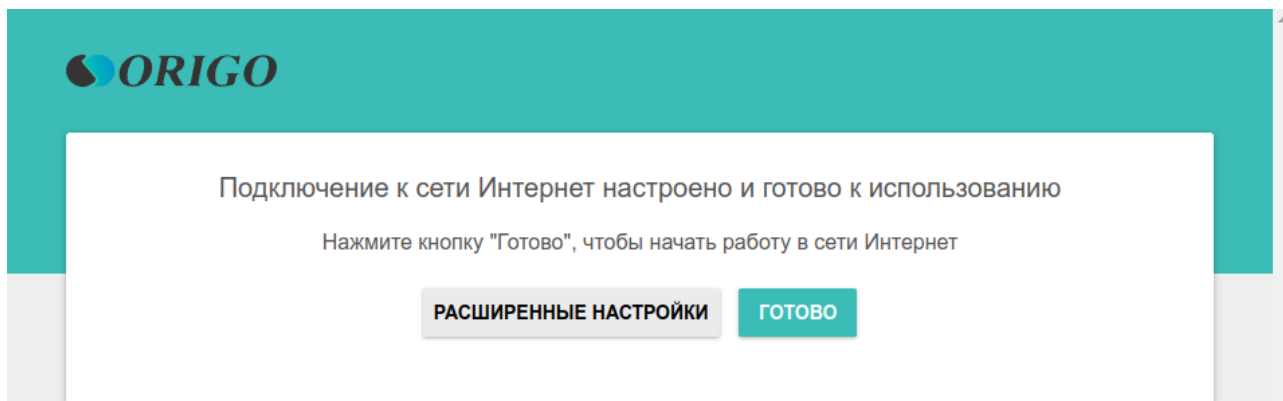 ORIGO
Подключение к сети Интернет настроено и готово к использованию
Нажмите кнопку "Готово", чтобы начать работу в сети Интернет
РАСШИРЕННЫЕ НАСТРОЙКИ
ГОТОВО